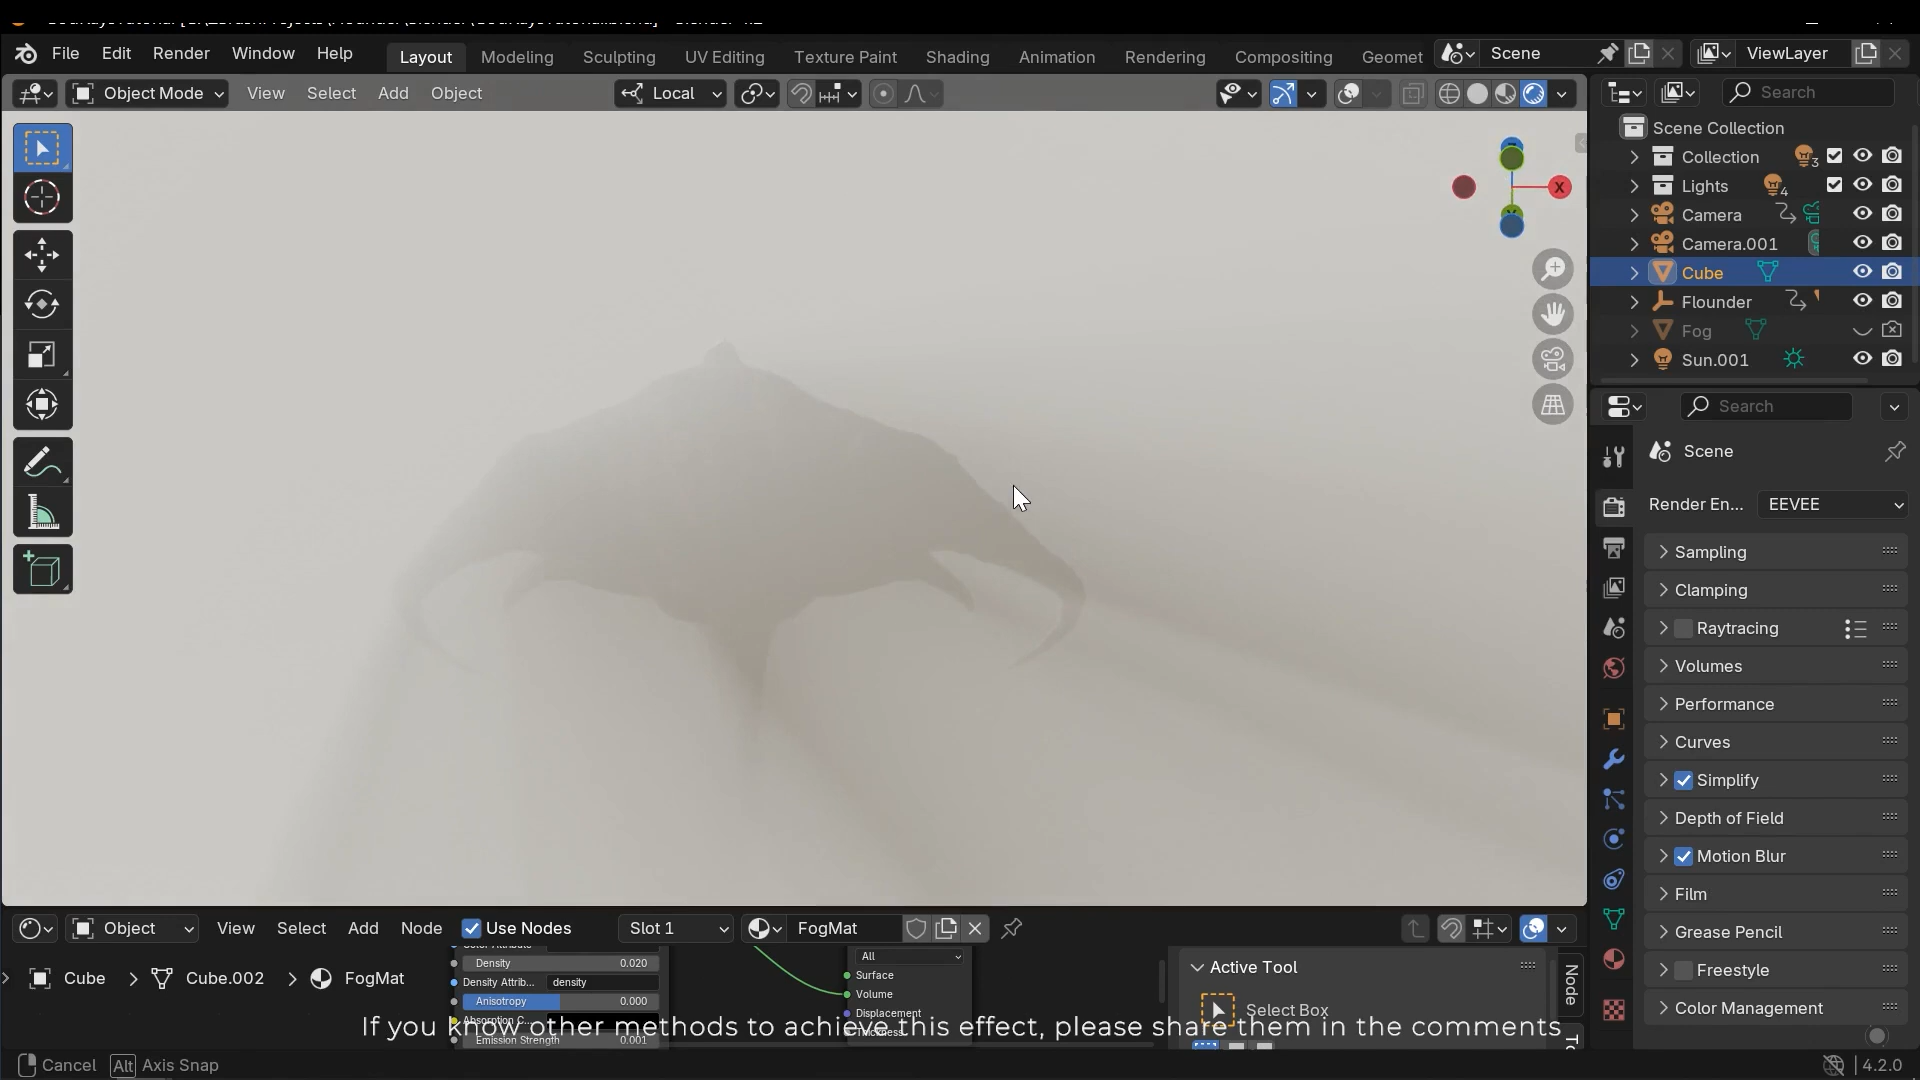 File Edit Render Window Help Layout Modeling Sculpting UV Editing Texture Paint Shading Animation Rendering Compositing Geomet Scene ViewLayer
Object Mode View Select Add Object Local Search
Scene Collection
Collection 3
Lights 4
Camera
Camera.001
Cube
Flounder
Fog
Sun.001
X
Search
Scene
Render En... EEVEE
Sampling
Clamping
Raytracing
Volumes
Performance
Curves
Simplify
Depth of Field
Motion Blur
Film
Grease Pencil
Freestyle
Color Management
Object View Select Add Node Use Nodes Slot 1 FogMat
Cube Cube.002 FogMat
Density 0.020
Density Attrib... density
Anisotropy 0.000
Absorption C...
Emission Strength 0.001
All
Surface
Volume
Displacement
Active Tool
Select Box
Node
To
If you know other methods to achieve this effect, please share them in the comments
Cancel Alt Axis Snap 4.2.0